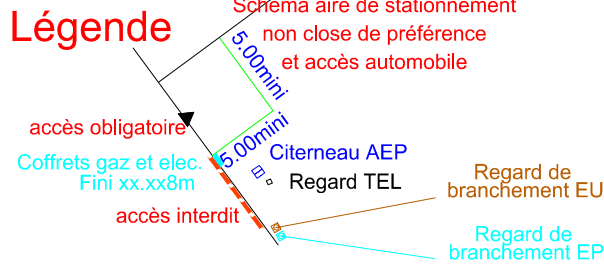 Schéma aire de stationnement
non close de préférence
et accès automobile
Légende
5.00mini
5.00mini
accès obligatoire
Coffrets gaz et elec.
Fini xx.xx8m
accès interdit
Citerneau AEP
Regard TEL
Regard de
branchement EU
Regard de
branchement EP